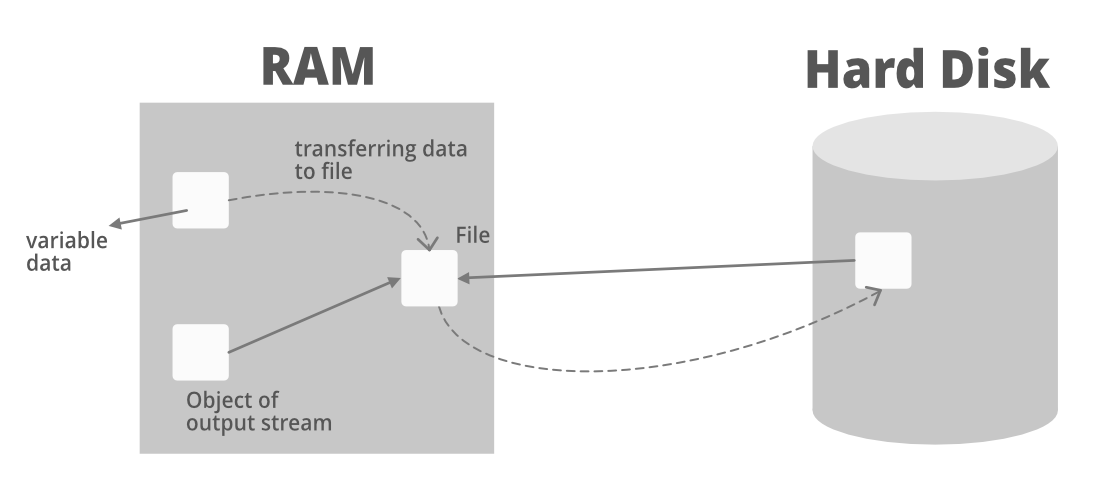 RAM
Hard Disk
transferring data
to file
variable
data
File
Object of
output stream